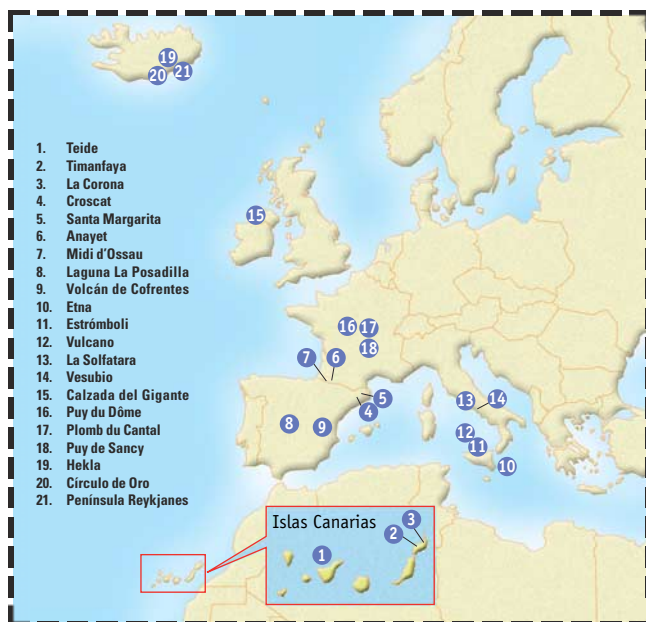 19
20 21
1. Teide
2. Timanfaya
3. La Corona
4. Croscat
5. Santa Margarita
6. Anayet
7. Midi d'Ossau
8. Laguna La Posadilla
9. Volcán de Cofrentes
10. Etna
11. Estrómboli
12. Vulcano
13. La Solfatara
14. Vesubio
15. Calzada del Gigante
16. Puy du Dôme
17. Plomb du Cantal
18. Puy de Sancy
19. Hekla
20. Círculo de Oro
21. Península Reykjanes
15
16 17
18
7 6
5
4
8 9
13 14
12
11
10
Islas Canarias
3
2
1